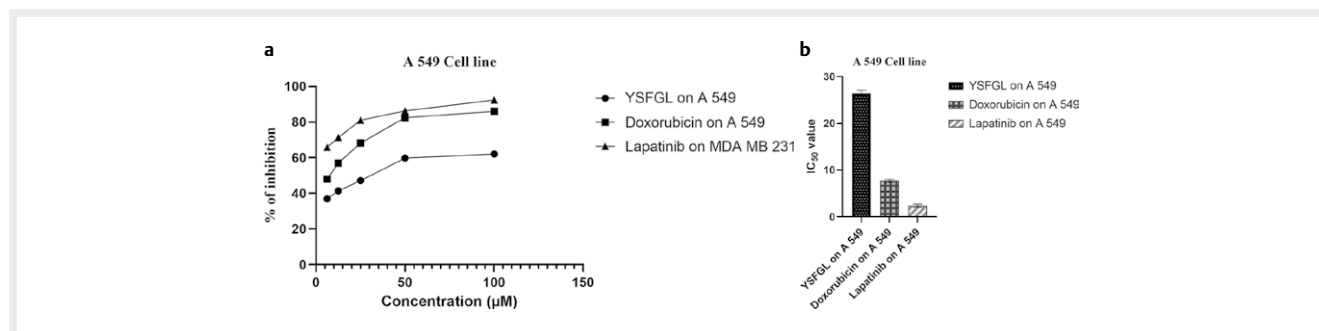 a
A 549 Cell line
100
80
60
40
20
0
% of inhibition
0
50
100
150
Concentration (µM)
YSFGL on A 549
Doxorubicin on A 549
Lapatinib on MDA MB 231
b
A 549 Cell line
30
20
10
0
IC50 value
YSFGL on A 549
Doxorubicin on A 549
Lapatinib on A 549
YSFGL on A 549
Doxorubicin on A 549
Lapatinib on A 549